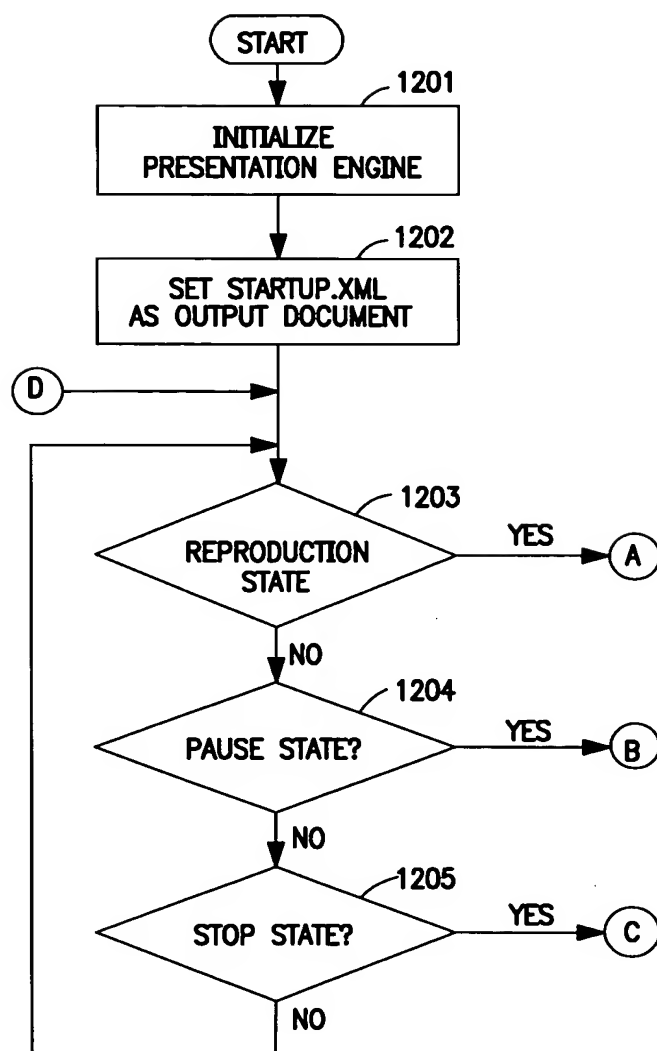 START
1201
INITIALIZE
PRESENTATION ENGINE
1202
SET STARTUP.XML
AS OUTPUT DOCUMENT
D
1203
REPRODUCTION
STATE
YES
A
NO
1204
PAUSE STATE?
YES
B
NO
1205
STOP STATE?
YES
C
NO